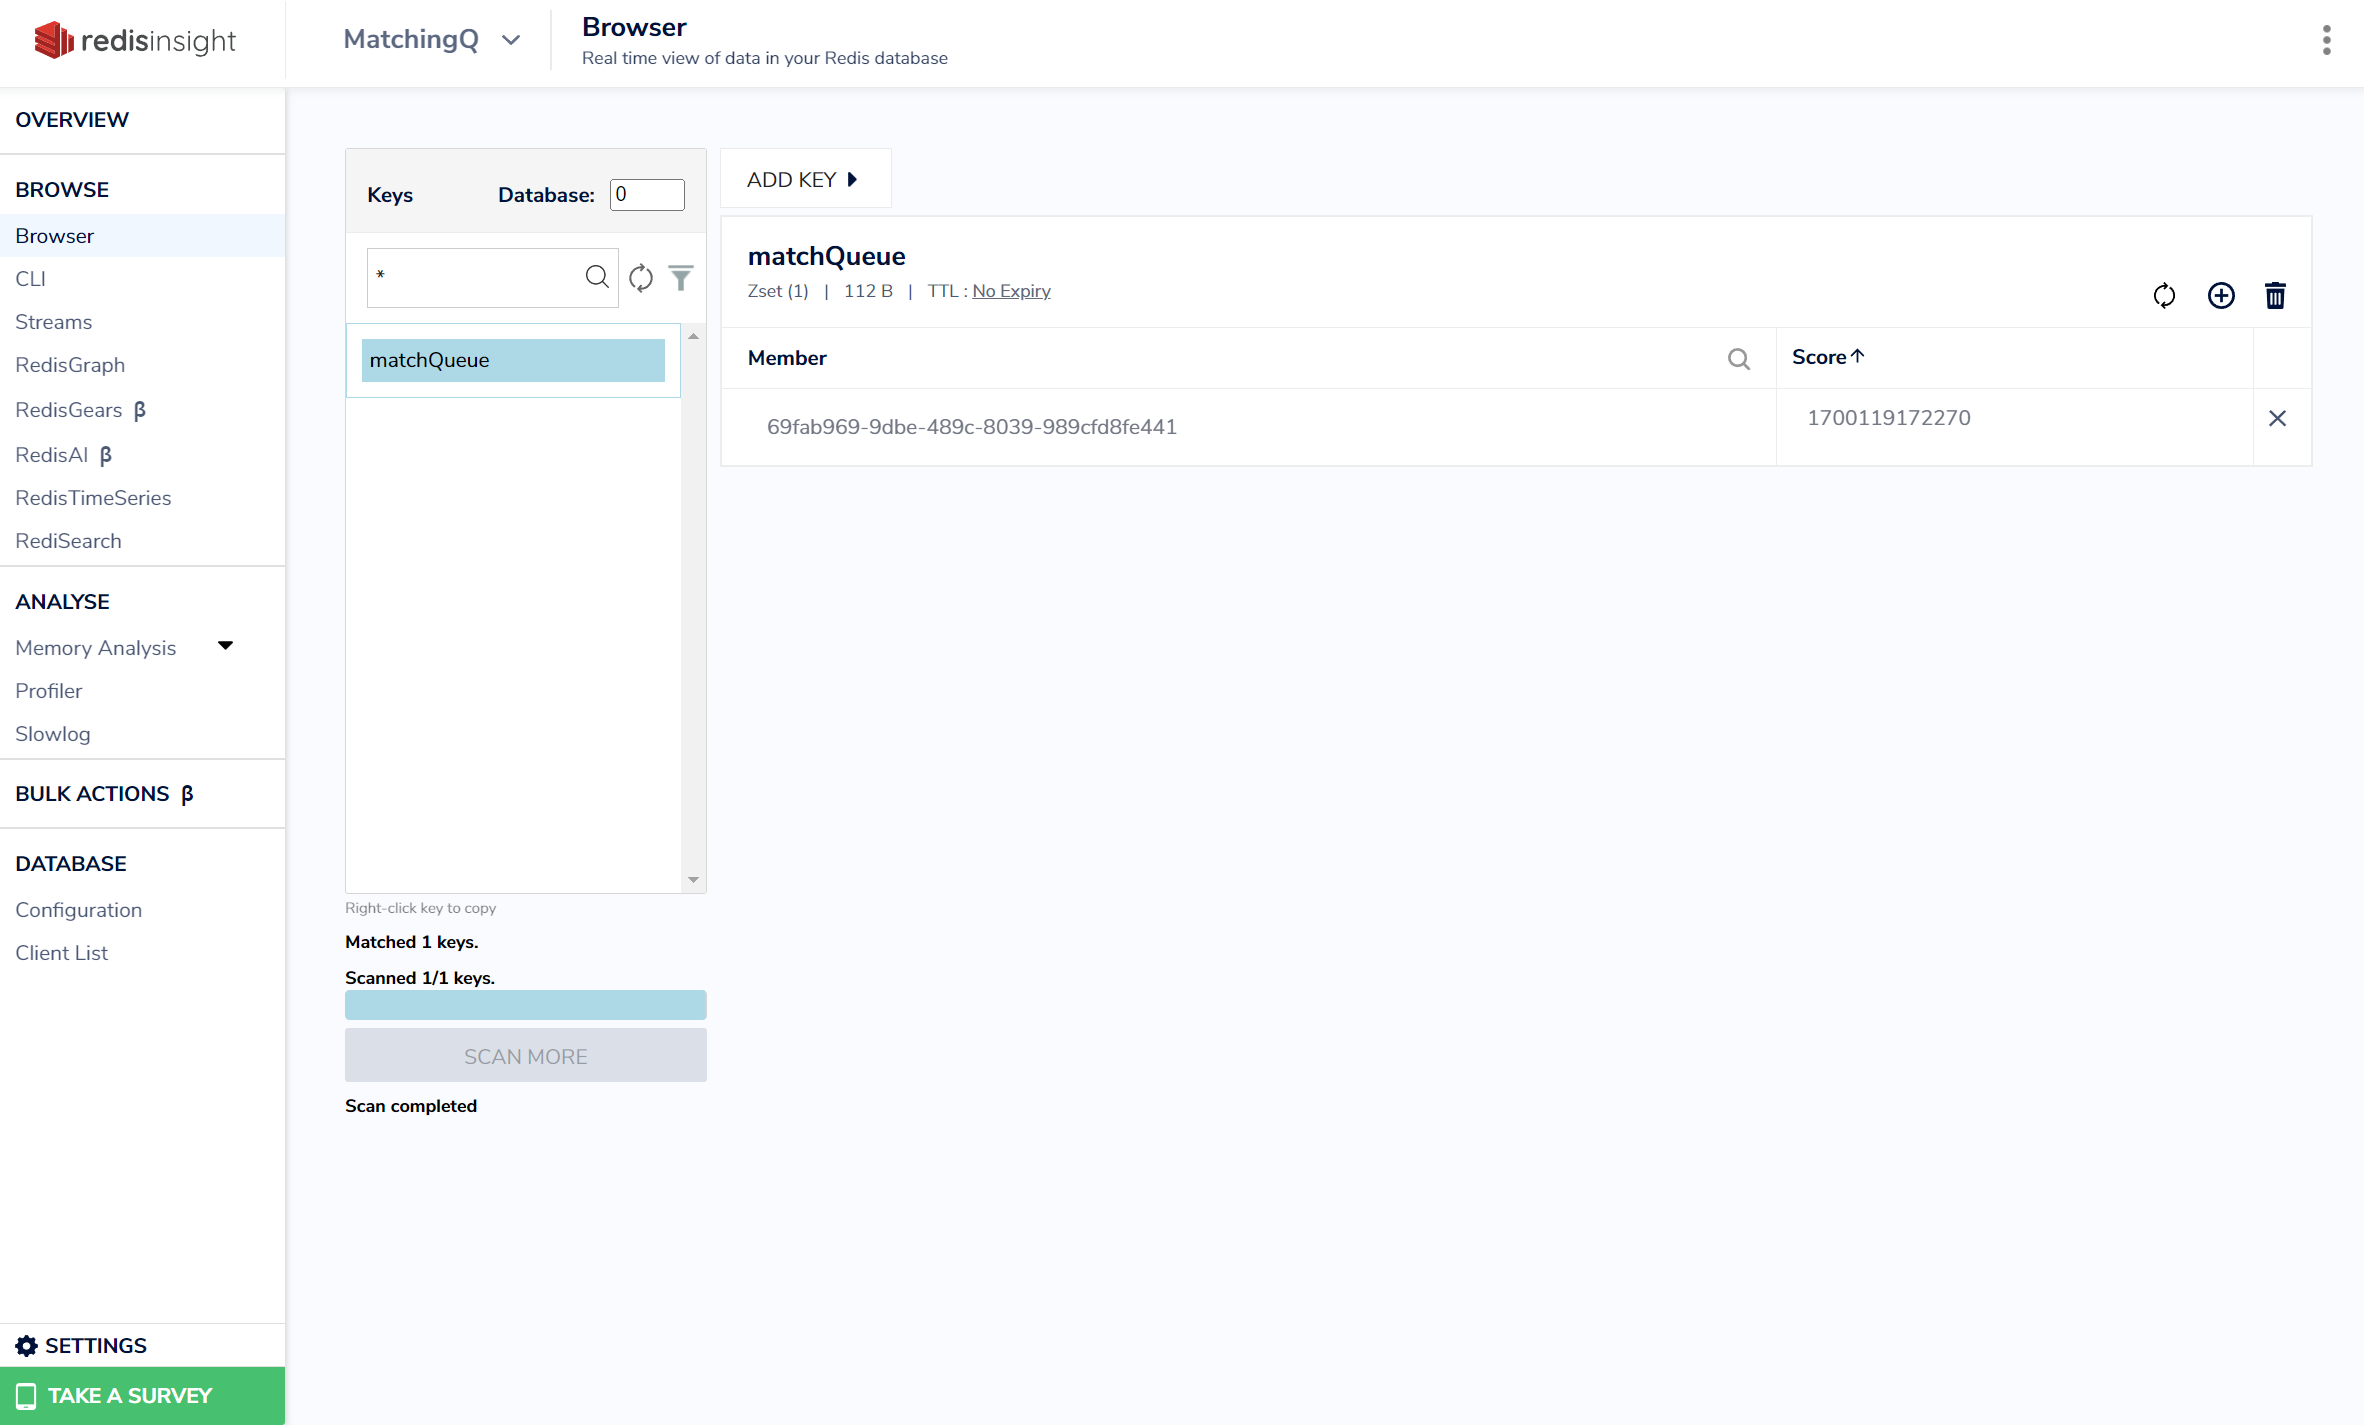 redisinsight
MatchingQ
Browser
Real time view of data in your Redis database
OVERVIEW
BROWSE
Browser
CLI
Streams
RedisGraph
RedisGears β
RedisAI β
RedisTimeSeries
RediSearch
ANALYSE
Memory Analysis
Profiler
Slowlog
BULK ACTIONS β
DATABASE
Configuration
Client List
SETTINGS
TAKE A SURVEY
Keys Database: 0
*
matchQueue
Right-click key to copy
Matched 1 keys.
Scanned 1/1 keys.
SCAN MORE
Scan completed
ADD KEY
matchQueue
Zset (1) | 112 B | TTL : No Expiry
Member Score
69fab969-9dbe-489c-8039-989cfd8fe441 1700119172270